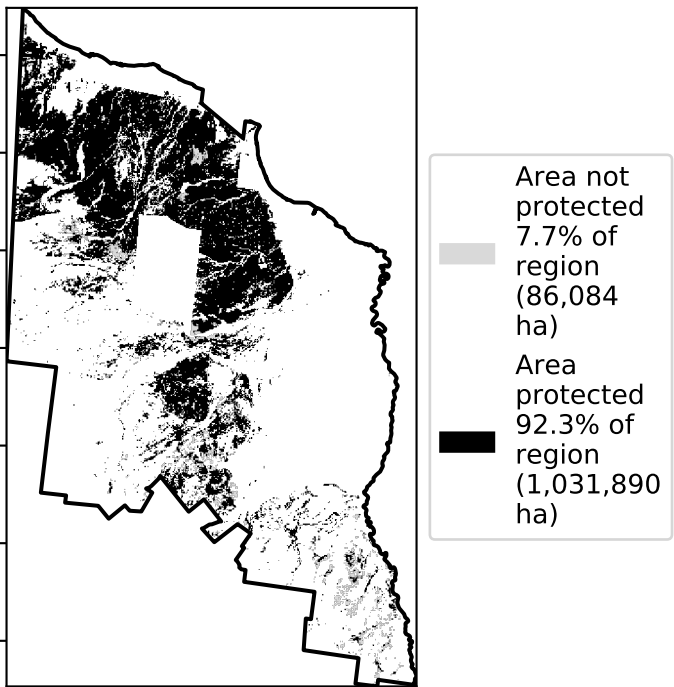 Area not
protected
7.7% of
region
(86,084
ha)
Area
protected
92.3% of
region
(1,031,890
ha)